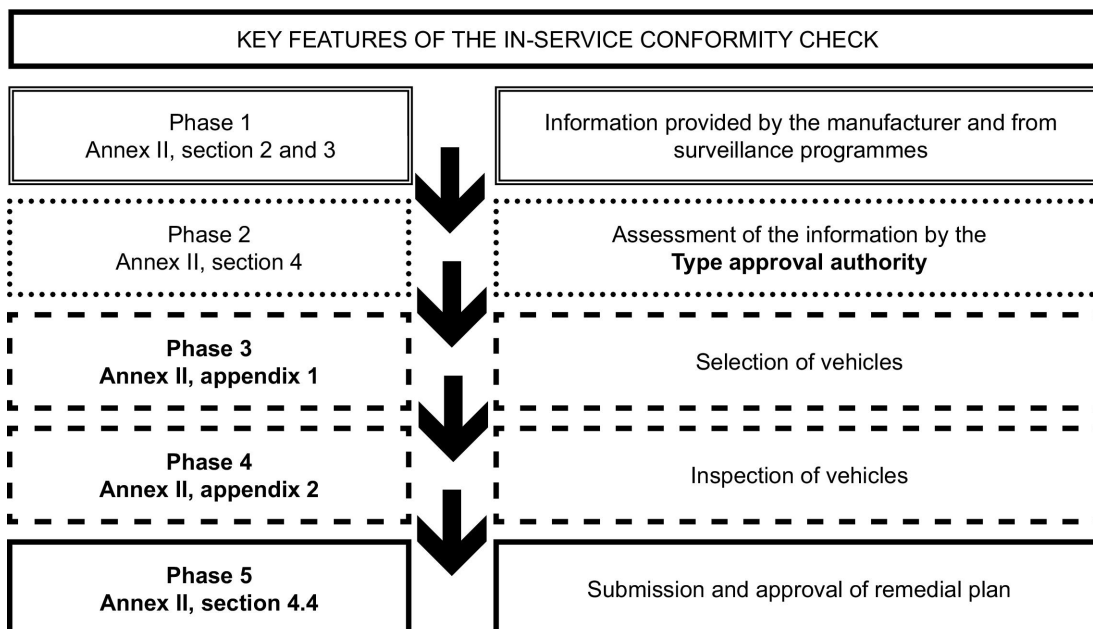 KEY FEATURES OF THE IN-SERVICE CONFORMITY CHECK
Phase 1
Annex II, section 2 and 3
Information provided by the manufacturer and from
surveillance programmes
Phase 2
Annex II, section 4
Assessment of the information by the
Type approval authority
Phase 3
Annex II, appendix 1
Selection of vehicles
Phase 4
Annex II, appendix 2
Inspection of vehicles
Phase 5
Annex II, section 4.4
Submission and approval of remedial plan